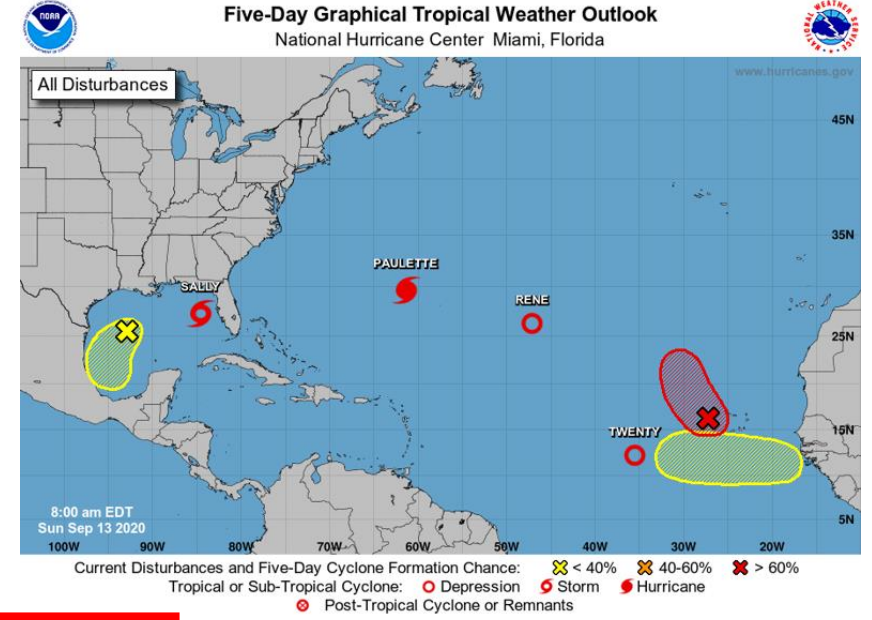 Five-Day Graphical Tropical Weather Outlook
National Hurricane Center Miami, Florida
NOAA
www.hurricanes.gov
All Disturbances
45N
35N
PAULETTE
SALLY
RENE
25N
TWENTY
15N
8:00 am EDT
Sun Sep 13 2020
5N
100W 90W 80W 70W 60W 50W 40W 30W 20W
Current Disturbances and Five-Day Cyclone Formation Chance: < 40% 40-60% > 60%
Tropical or Sub-Tropical Cyclone: Depression Storm Hurricane
Post-Tropical Cyclone or Remnants